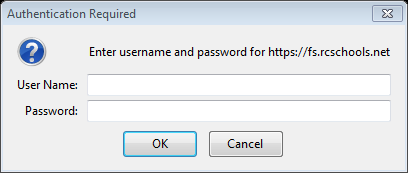 Authentication Required
Enter username and password for https://fs.rcschools.net
User Name:
Password:
OK Cancel